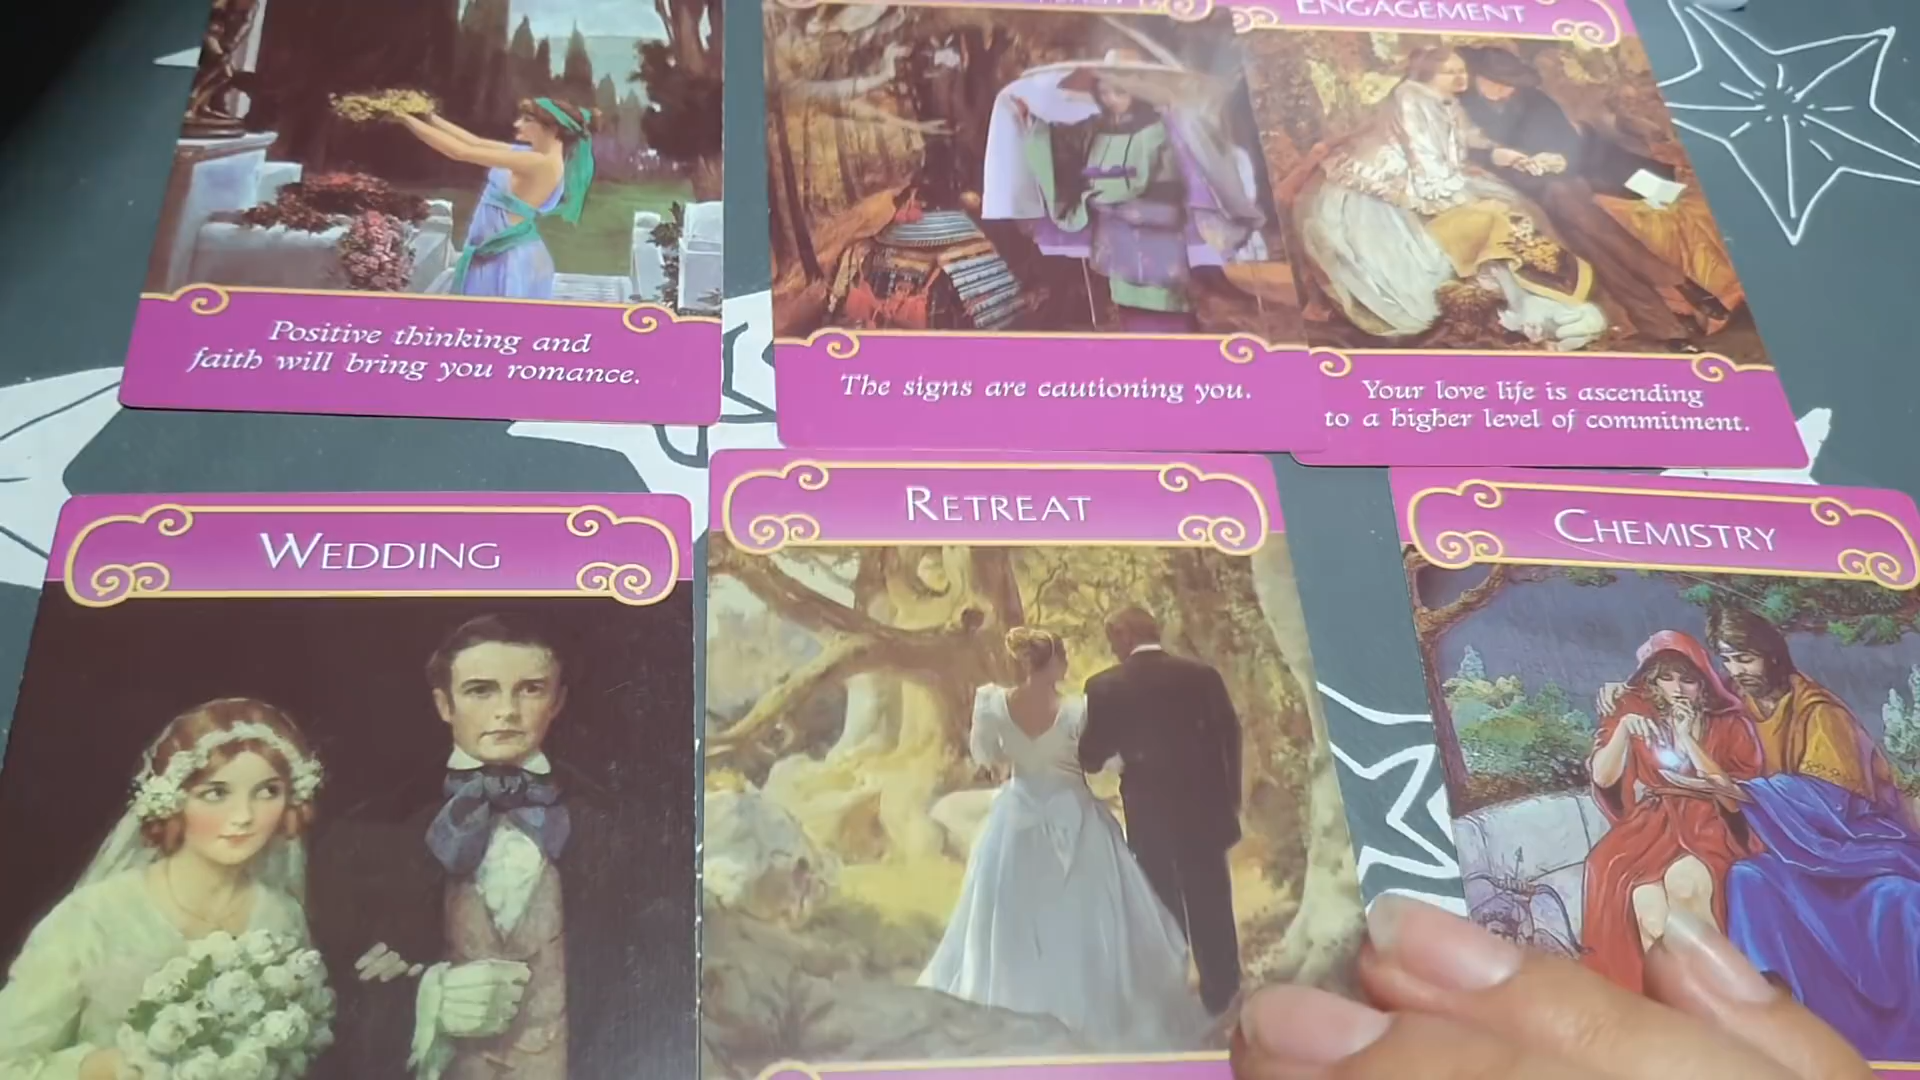 ENGAGEMENT
Positive thinking and
faith will bring you romance.
The signs are cautioning you.
Your love life is ascending
to a higher level of commitment.
WEDDING
RETREAT
CHEMISTRY